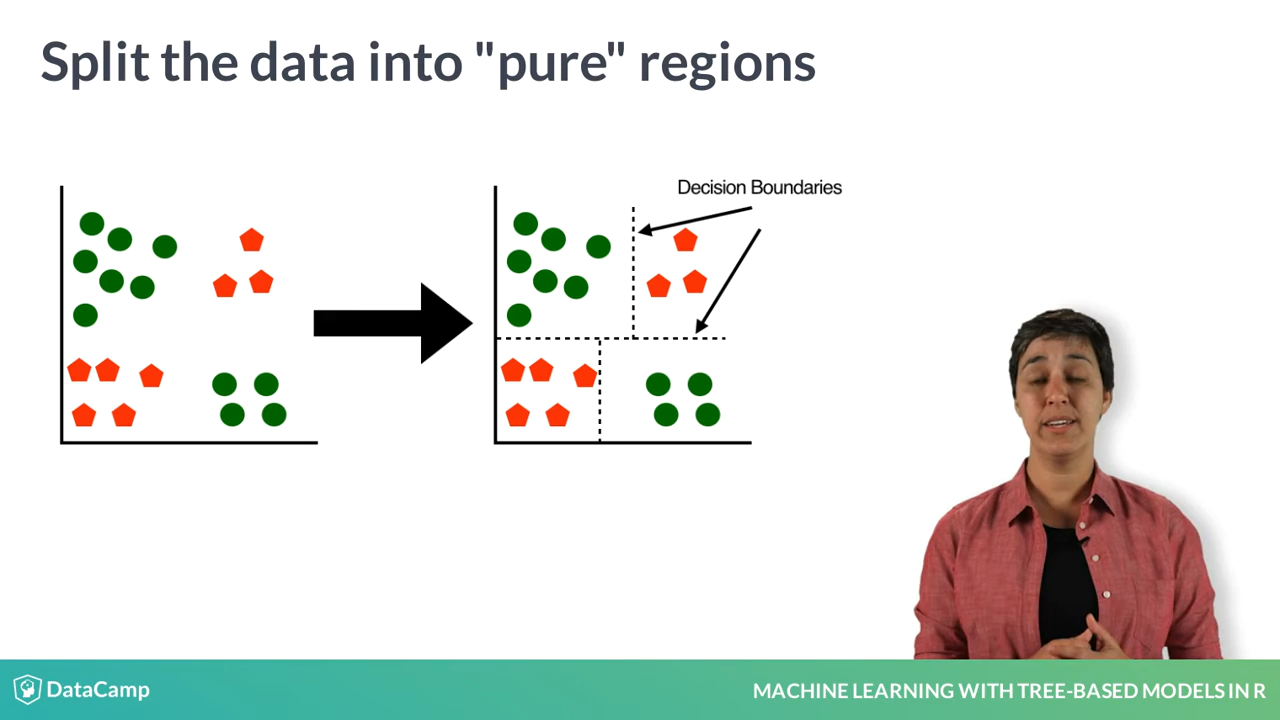 Split the data into "pure" regions
Decision Boundaries
DataCamp
MACHINE LEARNING WITH TREE-BASED MODELS IN R